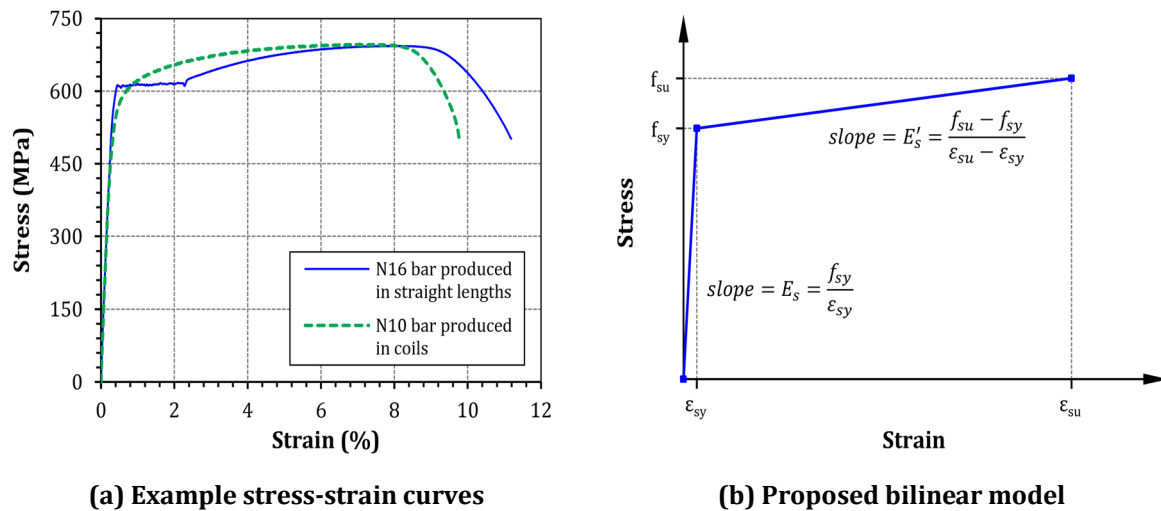 750
600
450
300
150
0
Stress (MPa)
N16 bar produced
in straight lengths
N10 bar produced
in coils
0 2 4 6 8 10 12
Strain (%)
(a) Example stress-strain curves
f_su
f_sy
Stress
slope = E′_s = (f_su − f_sy) / (ε_su − ε_sy)
slope = E_s = f_sy / ε_sy
ε_sy ε_su
Strain
(b) Proposed bilinear model